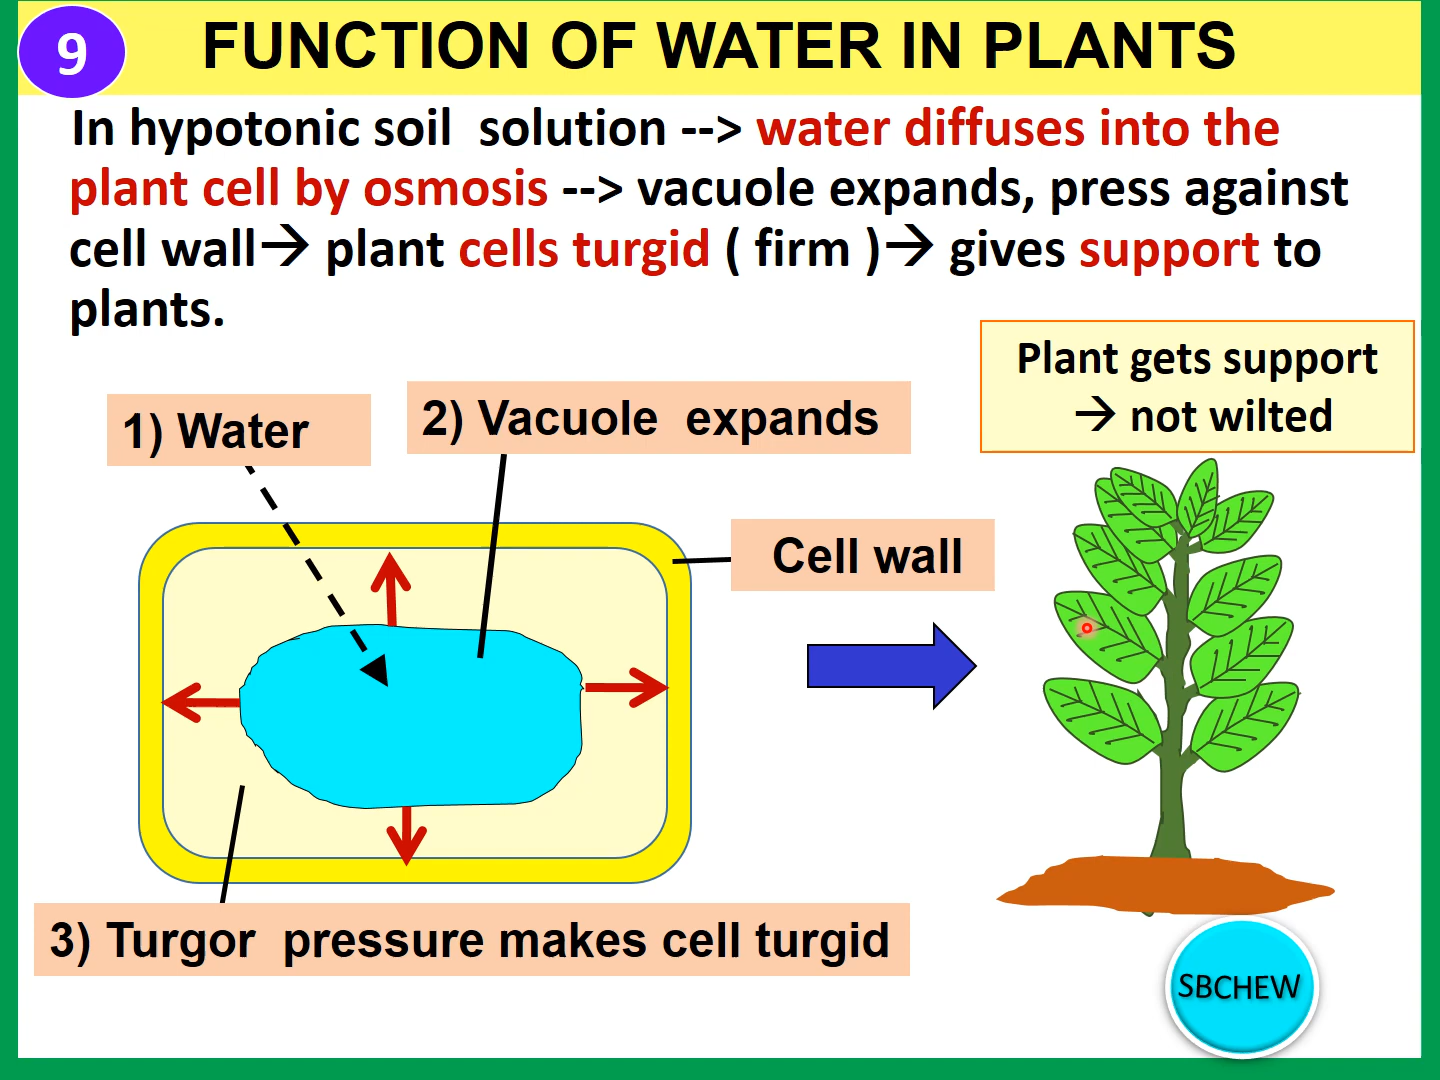 9
FUNCTION OF WATER IN PLANTS
In hypotonic soil solution --> water diffuses into the
plant cell by osmosis --> vacuole expands, press against
cell wall→ plant cells turgid ( firm )→ gives support to
plants.
Plant gets support
→ not wilted
1) Water
2) Vacuole expands
Cell wall
3) Turgor pressure makes cell turgid
SBCHEW